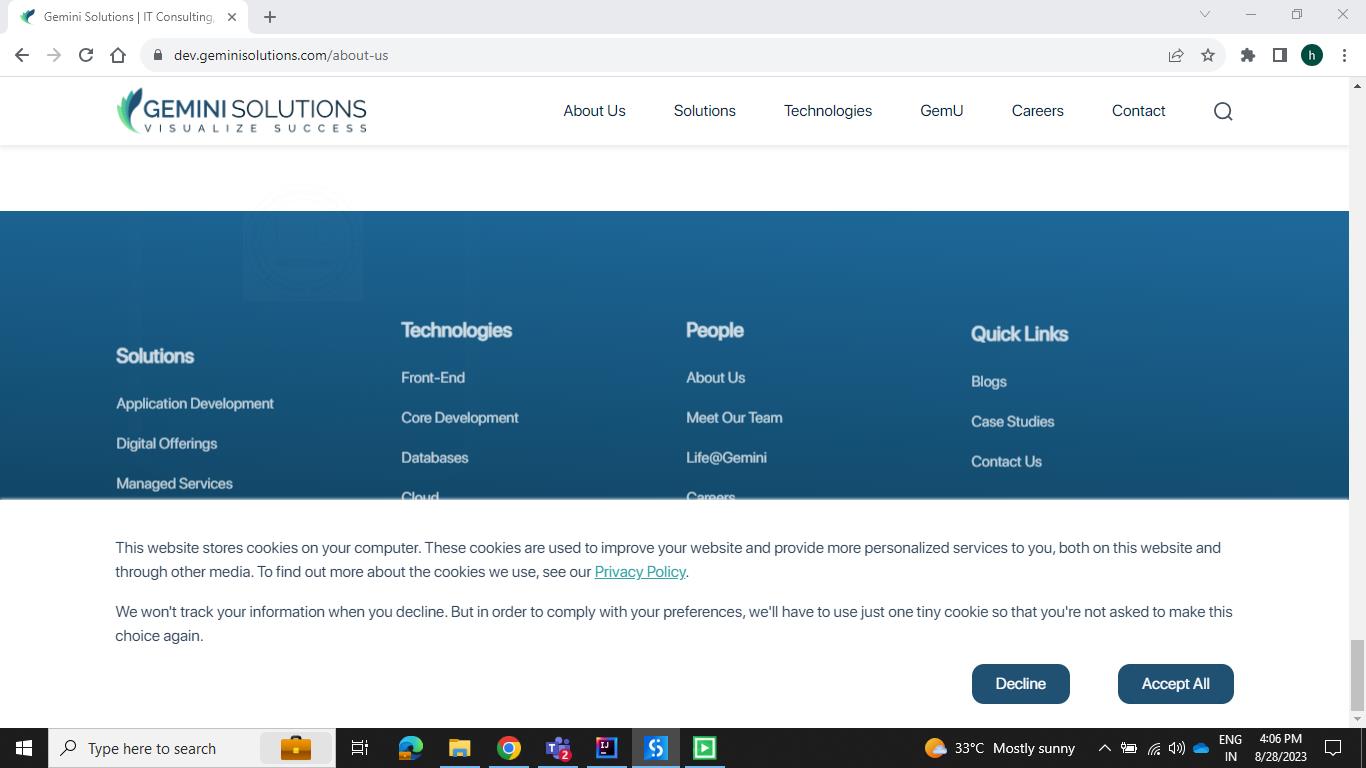 Gemini Solutions | IT Consulting,
dev.geminisolutions.com/about-us
h
GEMINI SOLUTIONS
VISUALIZE SUCCESS
About Us
Solutions
Technologies
GemU
Careers
Contact
Solutions
Application Development
Digital Offerings
Managed Services
Technologies
Front-End
Core Development
Databases
Cloud
People
About Us
Meet Our Team
Life@Gemini
Careers
Quick Links
Blogs
Case Studies
Contact Us
This website stores cookies on your computer. These cookies are used to improve your website and provide more personalized services to you, both on this website and
through other media. To find out more about the cookies we use, see our Privacy Policy.
We won't track your information when you decline. But in order to comply with your preferences, we'll have to use just one tiny cookie so that you're not asked to make this
choice again.
Decline
Accept All
Type here to search
2
33°C Mostly sunny
ENG
IN
4:06 PM
8/28/2023